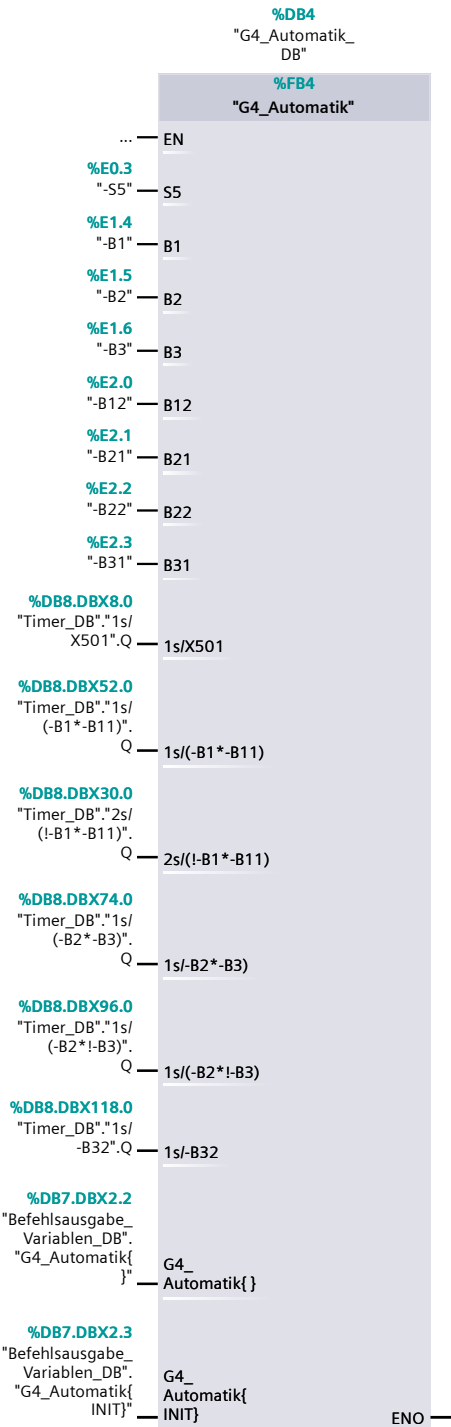 %DB4
"G4_Automatik_
DB"
%FB4
"G4_Automatik"
... EN
%E0.3
"-S5" S5
%E1.4
"-B1" B1
%E1.5
"-B2" B2
%E1.6
"-B3" B3
%E2.0
"-B12" B12
%E2.1
"-B21" B21
%E2.2
"-B22" B22
%E2.3
"-B31" B31
%DB8.DBX8.0
"Timer_DB"."1s/
X501".Q 1s/X501
%DB8.DBX52.0
"Timer_DB"."1s/
(-B1*-B11)".
Q 1s/(-B1*-B11)
%DB8.DBX30.0
"Timer_DB"."2s/
(!-B1*-B11)".
Q 2s/(!-B1*-B11)
%DB8.DBX74.0
"Timer_DB"."1s/
(-B2*-B3)".
Q 1s/-B2*-B3)
%DB8.DBX96.0
"Timer_DB"."1s/
(-B2*!-B3)".
Q 1s/(-B2*!-B3)
%DB8.DBX118.0
"Timer_DB"."1s/
-B32".Q 1s/-B32
%DB7.DBX2.2
"Befehlsausgabe_
Variablen_DB".
"G4_Automatik{ G4_
}" Automatik{ }
%DB7.DBX2.3
"Befehlsausgabe_
Variablen_DB". G4_
"G4_Automatik{ Automatik{
INIT}" INIT} ENO